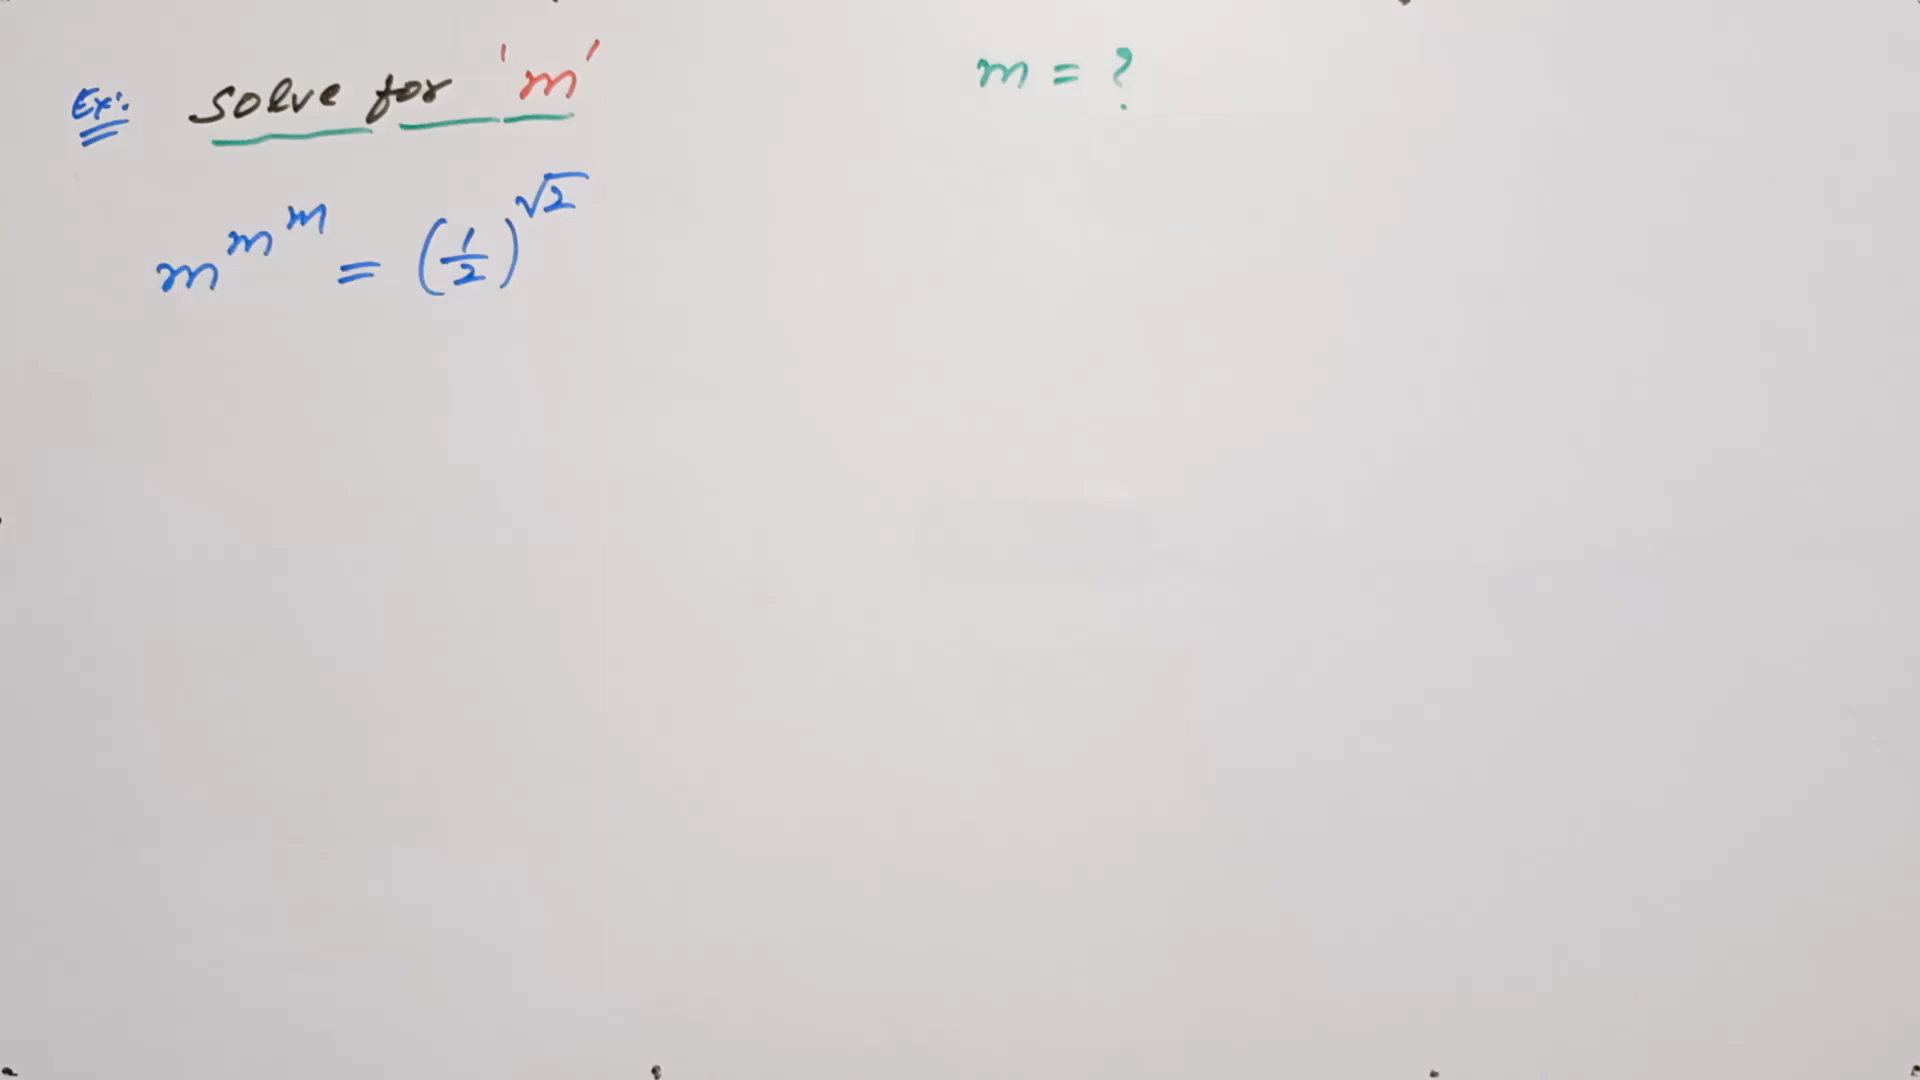 Ex: Solve for 'm' m = ?
m^m^m = (1/2)^√2